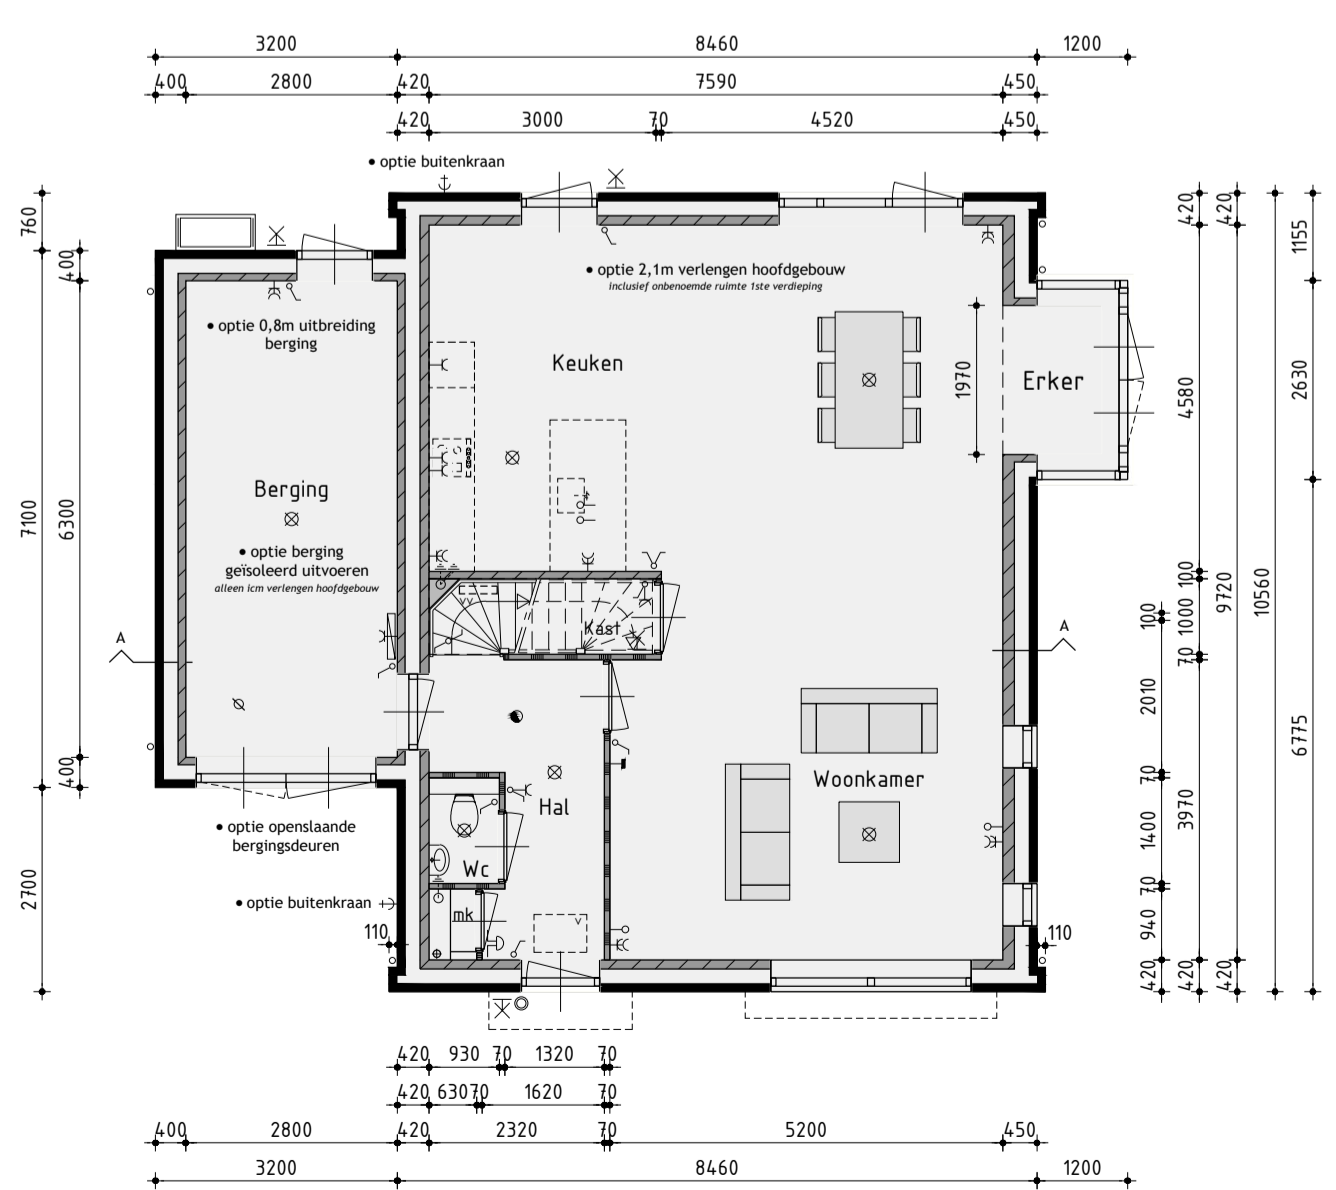 3200 8460 1200
400 2800 420 7590 450
420 3000 70 4520 450
• optie buitenkraan
760
7100
2700
400
6300
400
• optie 2,1m verlengen hoofdgebouw
inclusief onbenoemde ruimte 1ste verdieping
• optie 0,8m uitbreiding
berging
Keuken
1970
Erker
Berging
• optie berging
geïsoleerd uitvoeren
alleen icm verlengen hoofdgebouw
vv
Kast
A
A
Woonkamer
Hal
• optie openslaande
bergingsdeuren
Wc
• optie buitenkraan
mk
v
110
110
420
4580
100
1000
70
3970
420
100
2010
70
1400
70
940
420
420
9720
420
10560
1155
2630
6775
420 930 70 1320 70
420 630 70 1620 70
400 2800 420 2320 70 5200 450
3200 8460 1200